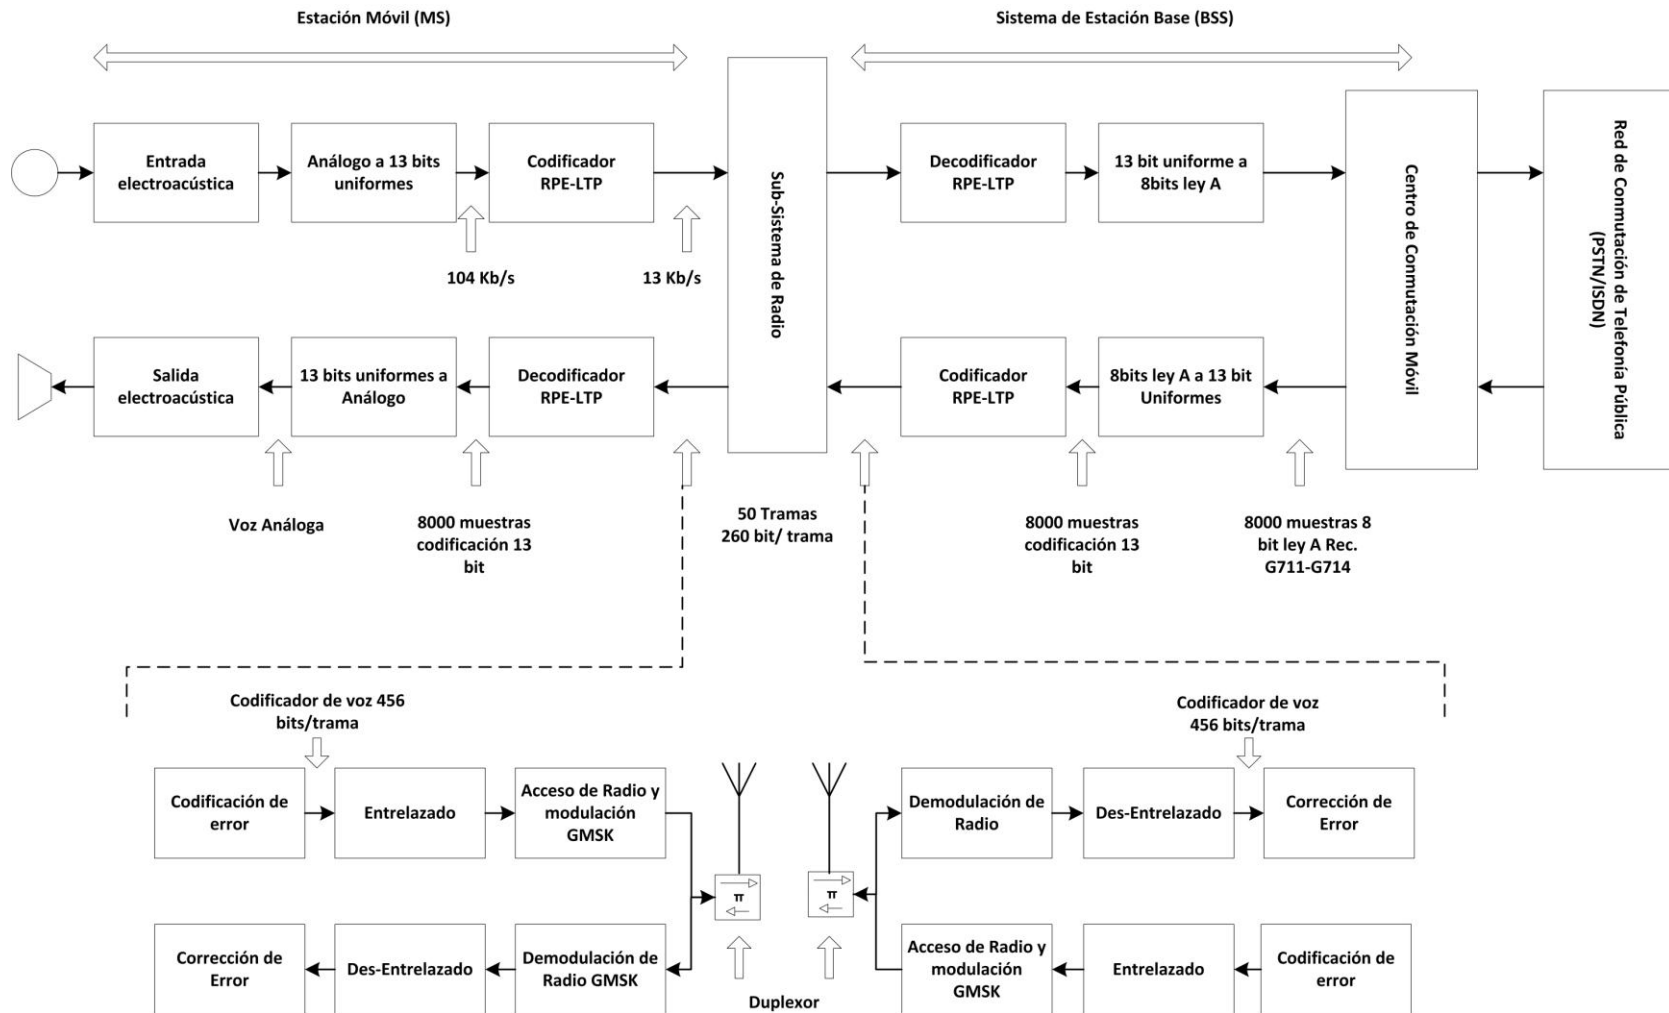 Estación Móvil (MS)
Sistema de Estación Base (BSS)
Entrada
electroacústica
Análogo a 13 bits
uniformes
Codificador
RPE-LTP
Sub-Sistema de Radio
Decodificador
RPE-LTP
13 bit uniforme a
8bits ley A
Centro de Conmutación Móvil
Red de Conmutación de Telefonía Pública
(PSTN/ISDN)
104 Kb/s
13 Kb/s
Salida
electroacústica
13 bits uniformes a
Análogo
Decodificador
RPE-LTP
Codificador
RPE-LTP
8bits ley A a 13 bit
Uniformes
Voz Análoga
8000 muestras
codificación 13
bit
50 Tramas
260 bit/ trama
8000 muestras
codificación 13
bit
8000 muestras 8
bit ley A Rec.
G711-G714
Codificador de voz 456
bits/trama
Codificador de voz
456 bits/trama
Codificación de
error
Entrelazado
Acceso de Radio y
modulación
GMSK
Demodulación de
Radio
Des-Entrelazado
Corrección de
Error
π
π
Corrección de
Error
Des-Entrelazado
Demodulación de
Radio GMSK
Duplexor
Acceso de Radio y
modulación
GMSK
Entrelazado
Codificación de
error